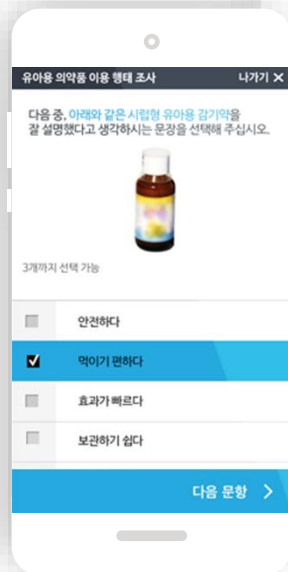 유아용 의약품 이용 행태 조사 나가기 ×
다음 중, 아래와 같은 시럽형 유아용 감기약을
잘 설명했다고 생각하시는 문장을 선택해 주십시오.
3개까지 선택 가능
안전하다
먹이기 편하다
효과가 빠르다
보관하기 쉽다
다음 문항 >